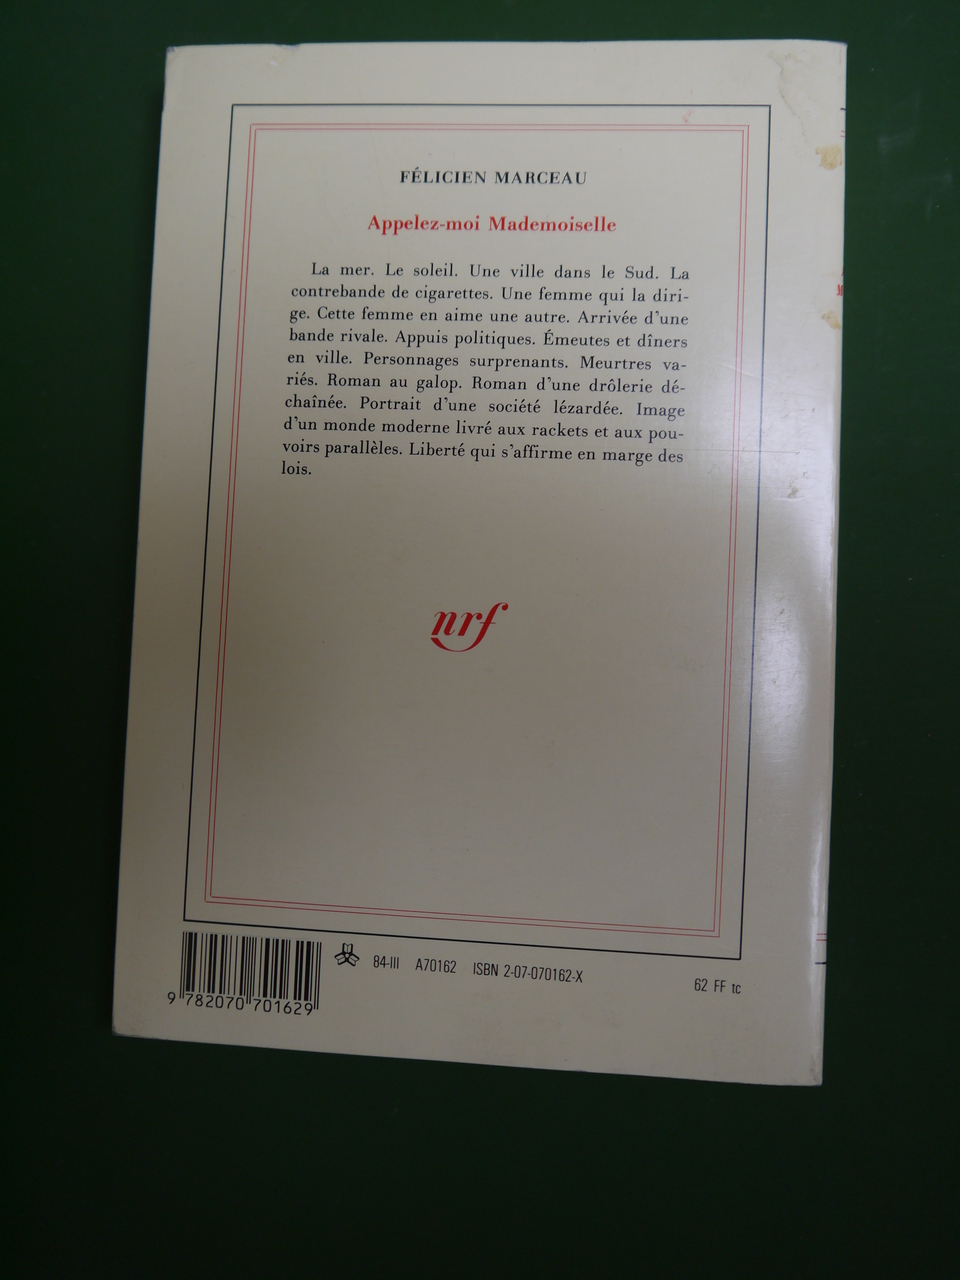 FÉLICIEN MARCEAU
Appelez-moi Mademoiselle
La mer. Le soleil. Une ville dans le Sud. La
contrebande de cigarettes. Une femme qui la diri-
ge. Cette femme en aime une autre. Arrivée d'une
bande rivale. Appuis politiques. Émeutes et dîners
en ville. Personnages surprenants. Meurtres va-
riés. Roman au galop. Roman d'une drôlerie dé-
chaînée. Portrait d'une société lézardée. Image
d'un monde moderne livré aux rackets et aux pou-
voirs parallèles. Liberté qui s'affirme en marge des
lois.
nrf
84-III A70162 ISBN 2-07-070162-X
62 FF tc
9 782070 701629